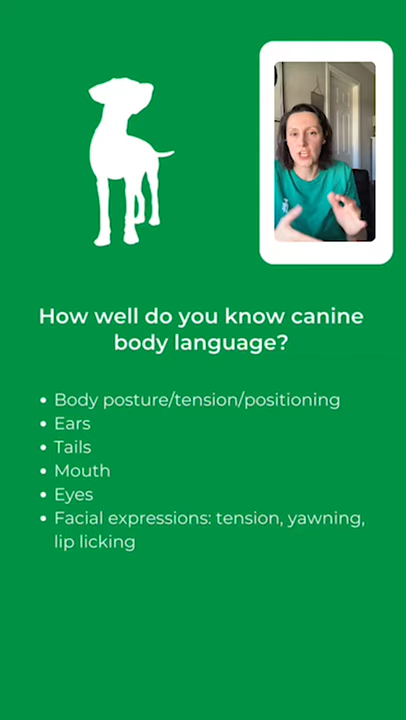 How well do you know canine
body language?
• Body posture/tension/positioning
• Ears
• Tails
• Mouth
• Eyes
• Facial expressions: tension, yawning,
lip licking